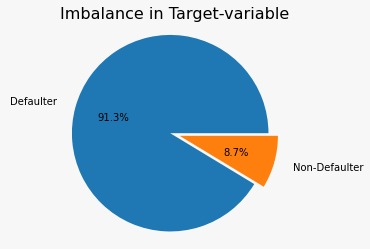 Imbalance in Target-variable
Defaulter
91.3%
8.7%
Non-Defaulter